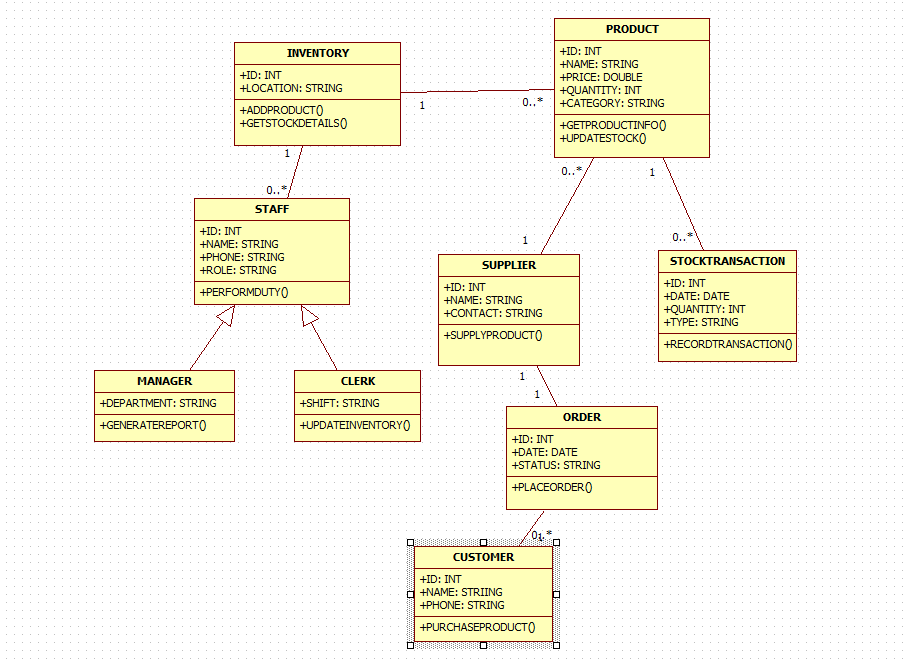 INVENTORY
+ID: INT
+LOCATION: STRING
+ADDPRODUCT()
+GETSTOCKDETAILS()
1
0..*
PRODUCT
+ID: INT
+NAME: STRING
+PRICE: DOUBLE
+QUANTITY: INT
+CATEGORY: STRING
+GETPRODUCTINFO()
+UPDATESTOCK()
1
0..*
STAFF
+ID: INT
+NAME: STRING
+PHONE: STRING
+ROLE: STRING
+PERFORMDUTY()
0..*
1
1
0..*
SUPPLIER
+ID: INT
+NAME: STRING
+CONTACT: STRING
+SUPPLYPRODUCT()
STOCKTRANSACTION
+ID: INT
+DATE: DATE
+QUANTITY: INT
+TYPE: STRING
+RECORDTRANSACTION()
MANAGER
+DEPARTMENT: STRING
+GENERATEREPORT()
CLERK
+SHIFT: STRING
+UPDATEINVENTORY()
1
1
ORDER
+ID: INT
+DATE: DATE
+STATUS: STRING
+PLACEORDER()
CUSTOMER
+ID: INT
+NAME: STRIING
+PHONE: STRING
+PURCHASEPRODUCT()